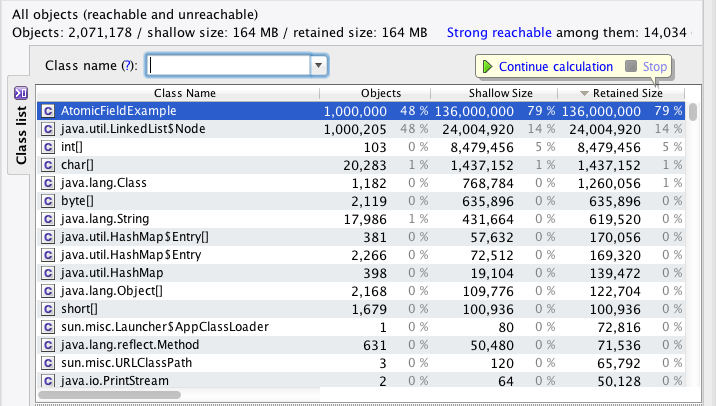 All objects (reachable and unreachable)
Objects: 2,071,178 / shallow size: 164 MB / retained size: 164 MB Strong reachable among them: 14,034
Class name (?):
Continue calculation Stop
Class list
Class Name Objects Shallow Size Retained Size
C AtomicFieldExample 1,000,000 48 % 136,000,000 79 % 136,000,000 79 %
C java.util.LinkedList$Node 1,000,205 48 % 24,004,920 14 % 24,004,920 14 %
C int[] 103 0 % 8,479,456 5 % 8,479,456 5 %
C char[] 20,283 1 % 1,437,152 1 % 1,437,152 1 %
C java.lang.Class 1,182 0 % 768,784 0 % 1,260,056 1 %
C byte[] 2,119 0 % 635,896 0 % 635,896 0 %
C java.lang.String 17,986 1 % 431,664 0 % 619,520 0 %
C java.util.HashMap$Entry[] 381 0 % 57,632 0 % 170,056 0 %
C java.util.HashMap$Entry 2,266 0 % 72,512 0 % 169,320 0 %
C java.util.HashMap 398 0 % 19,104 0 % 139,472 0 %
C java.lang.Object[] 2,168 0 % 109,776 0 % 122,704 0 %
C short[] 1,679 0 % 100,936 0 % 100,936 0 %
C sun.misc.Launcher$AppClassLoader 1 0 % 80 0 % 72,816 0 %
C java.lang.reflect.Method 631 0 % 50,480 0 % 71,536 0 %
C sun.misc.URLClassPath 3 0 % 120 0 % 65,792 0 %
C java.io.PrintStream 2 0 % 64 0 % 50,128 0 %